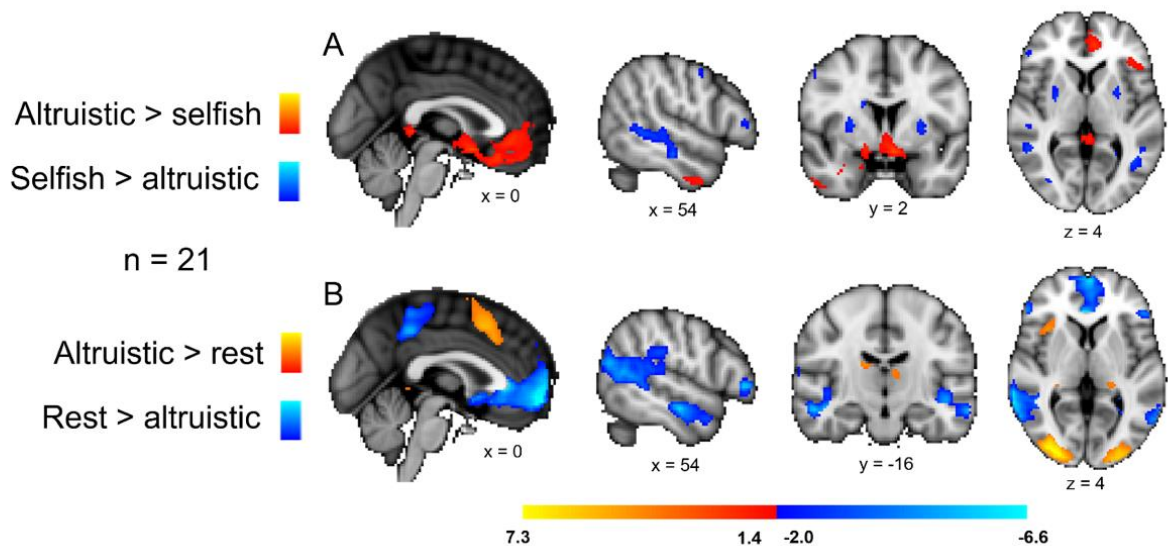 A
Altruistic > selfish
Selfish > altruistic
x = 0
x = 54
y = 2
z = 4
n = 21
B
Altruistic > rest
Rest > altruistic
x = 0
x = 54
y = -16
z = 4
7.3
1.4
-2.0
-6.6